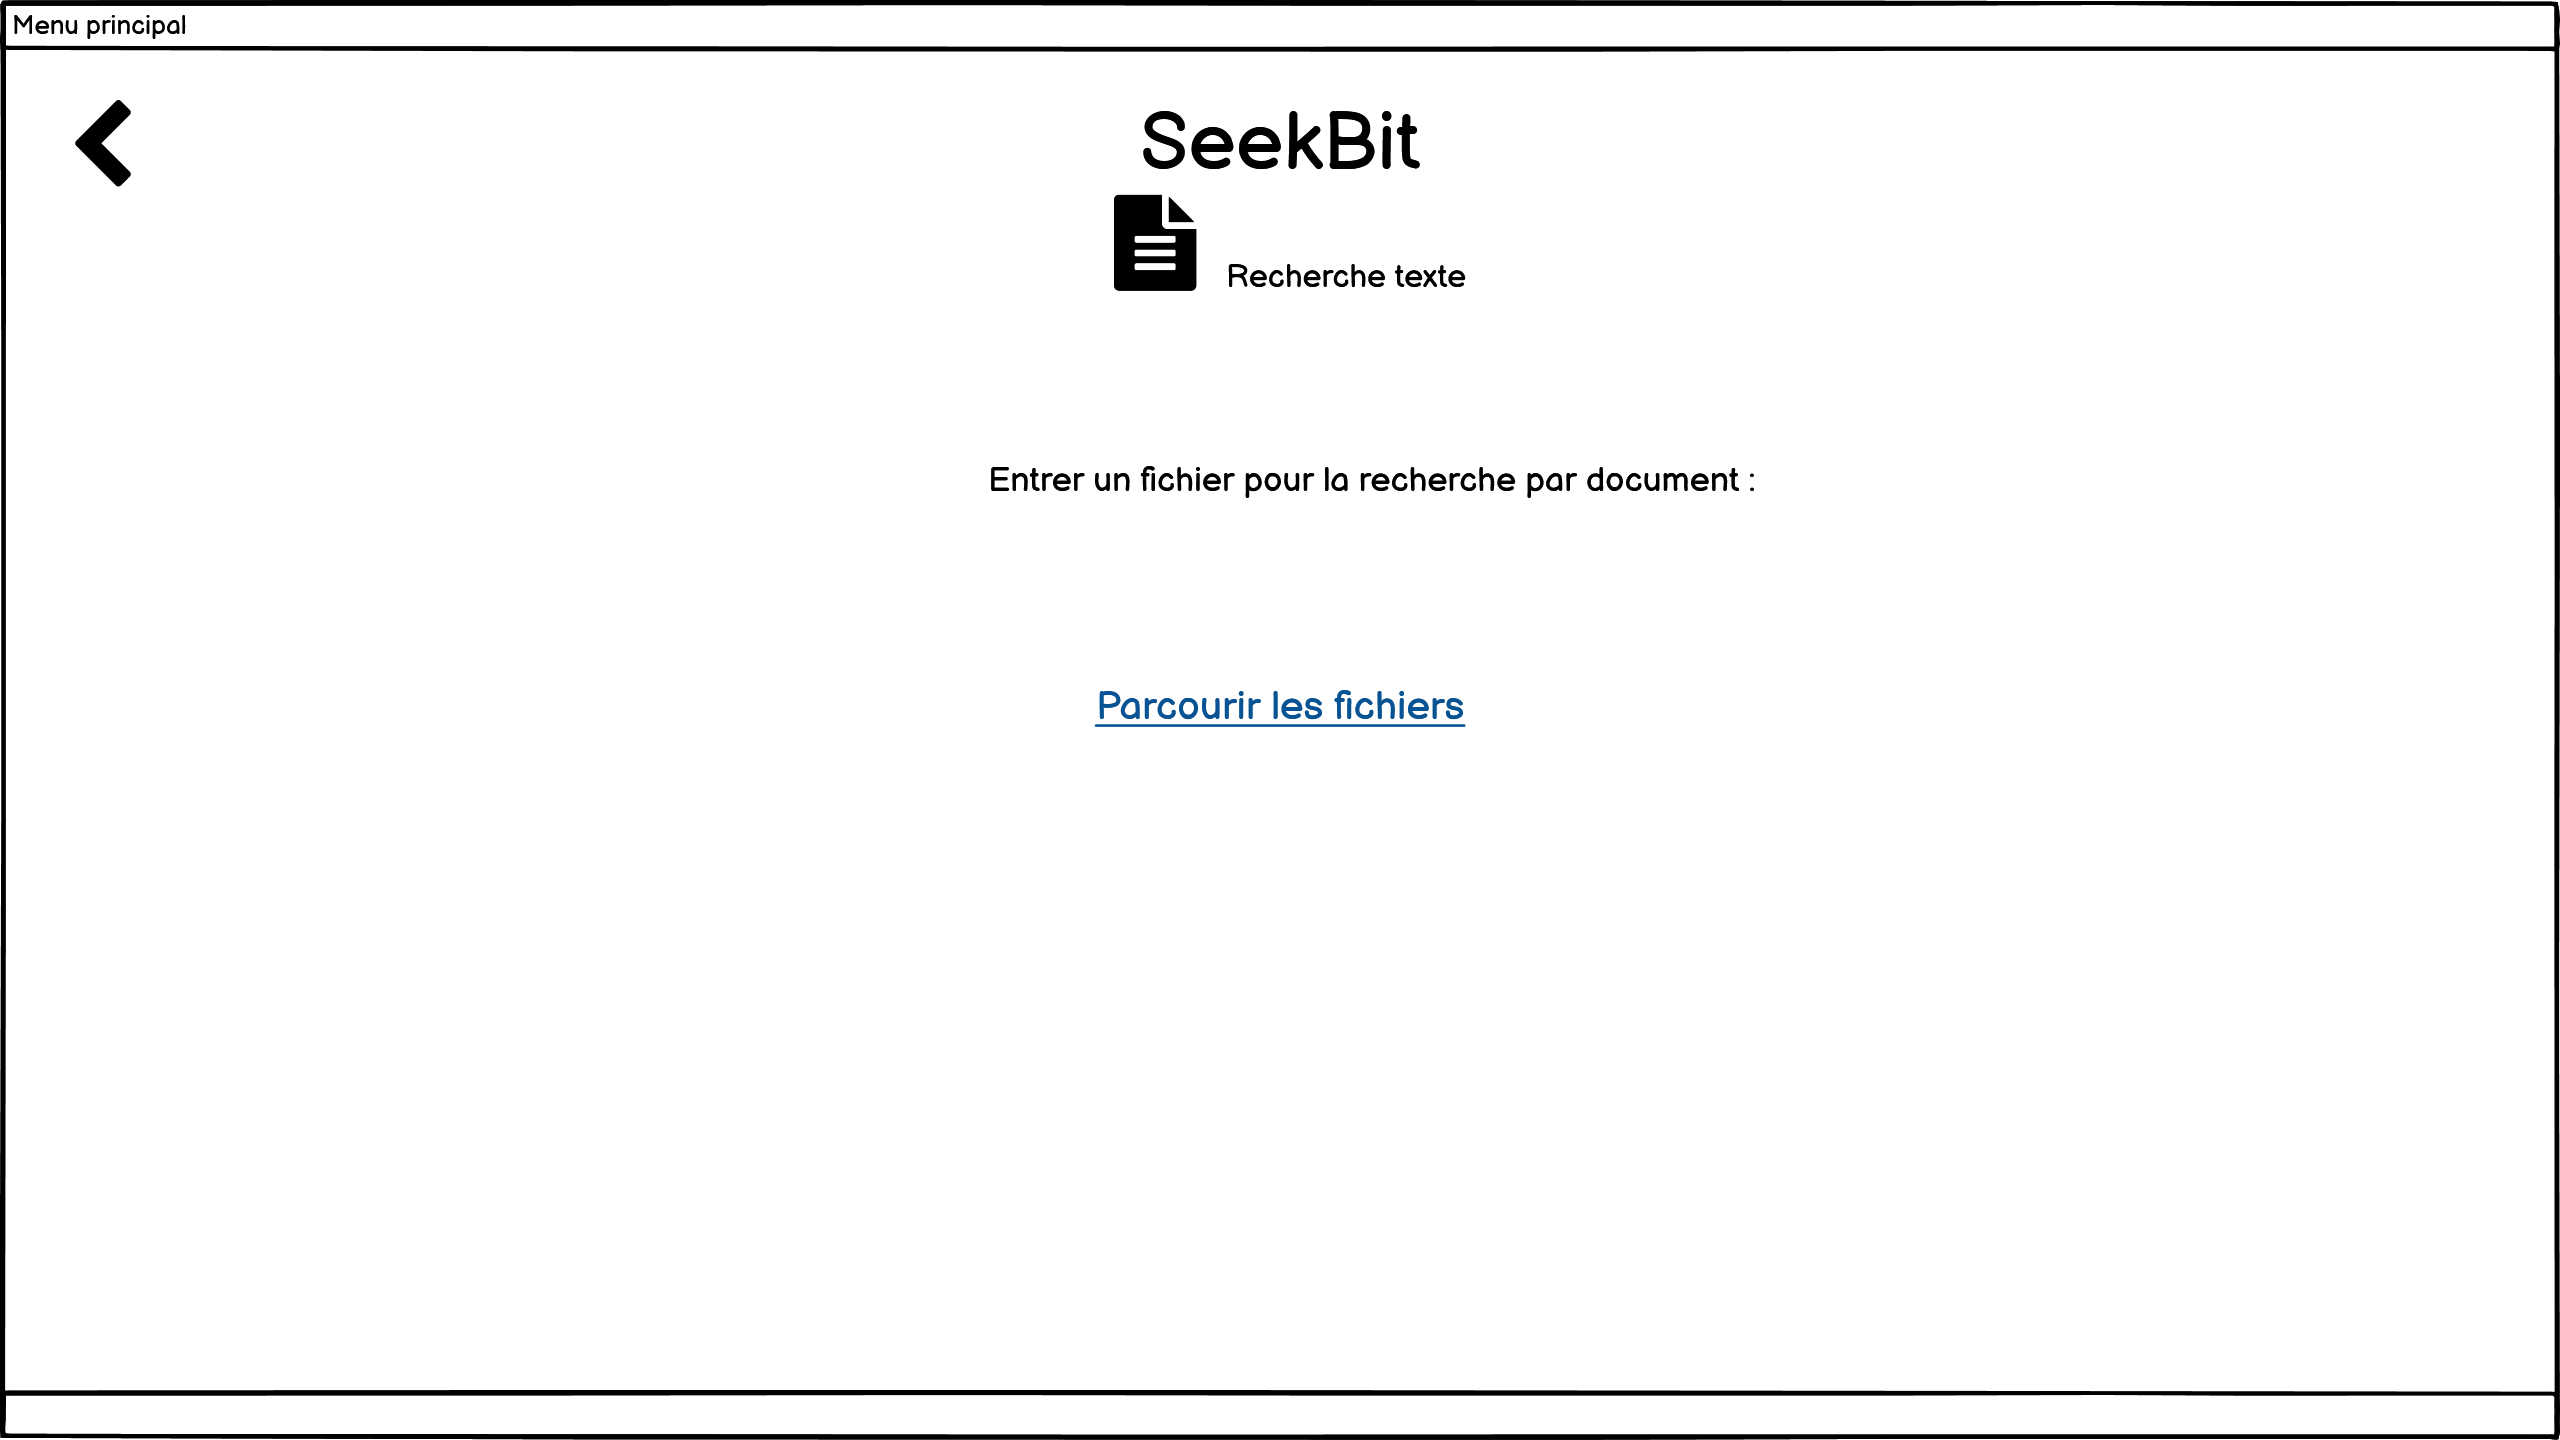 Menu principal
SeekBit
Recherche texte
Entrer un fichier pour la recherche par document :
Parcourir les fichiers